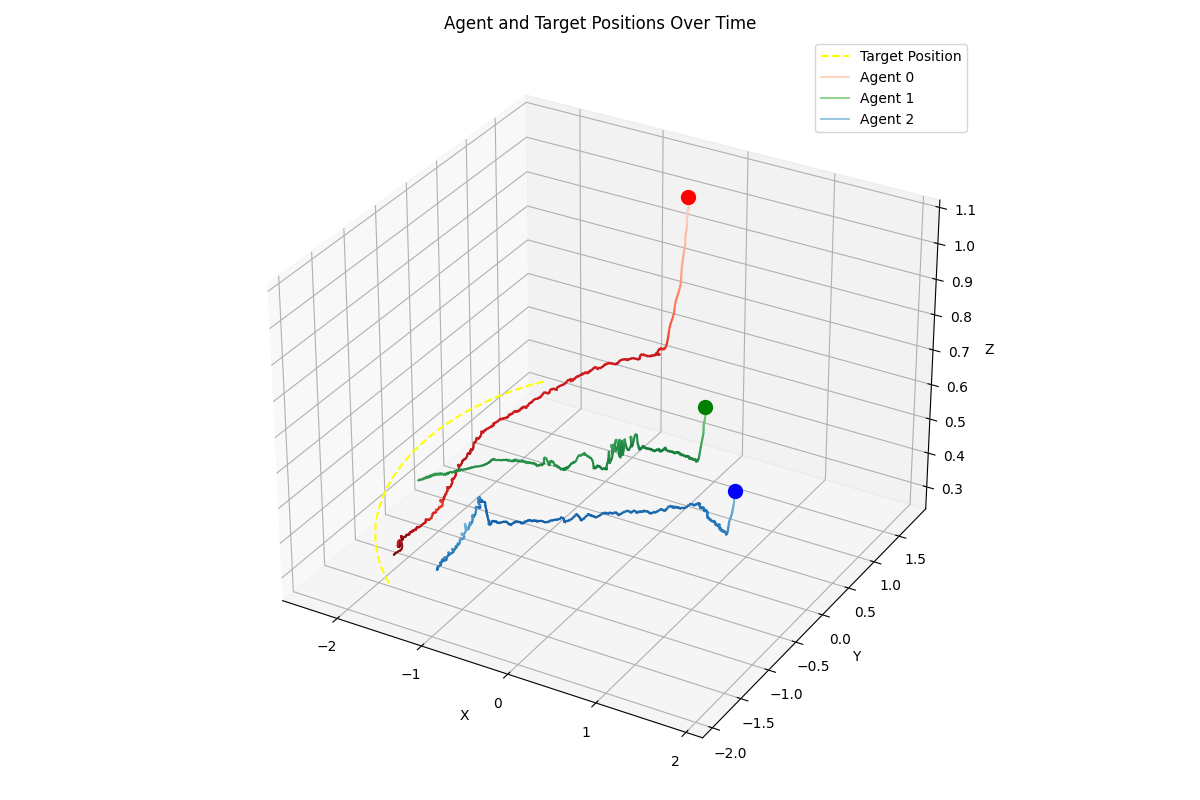 Agent and Target Positions Over Time
Target Position
Agent 0
Agent 1
Agent 2
1.1
1.0
0.9
0.8
0.7
0.6
0.5
0.4
0.3
Z
1.5
1.0
0.5
0.0
−0.5
−1.0
−1.5
−2.0
Y
−2
−1
0
1
2
X